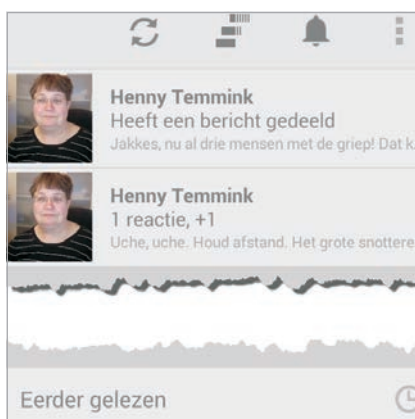 Henny Temmink
Heeft een bericht gedeeld
Jakkes, nu al drie mensen met de griep! Dat k.
Henny Temmink
1 reactie, +1
Uche, uche. Houd afstand. Het grote snottere
Eerder gelezen